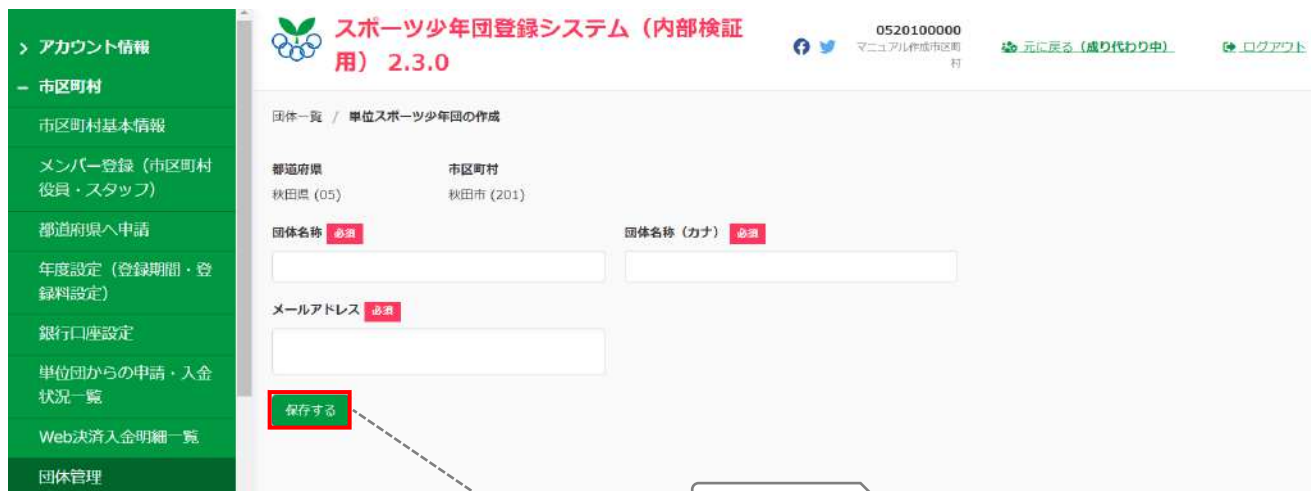 > アカウント情報
− 市区町村
市区町村基本情報
メンバー登録（市区町村
役員・スタッフ）
都道府県へ申請
年度設定（登録期間・登
録料設定）
銀行口座設定
単位団からの申請・入金
状況一覧
Web決済入金明細一覧
団体管理
スポーツ少年団登録システム（内部検証
用） 2.3.0
0520100000
マニュアル作成市区町
村
元に戻る（成り代わり中）
ログアウト
団体一覧 / 単位スポーツ少年団の作成
都道府県 市区町村
秋田県 (05) 秋田市 (201)
団体名称 必須 団体名称（カナ） 必須
メールアドレス 必須
保存する